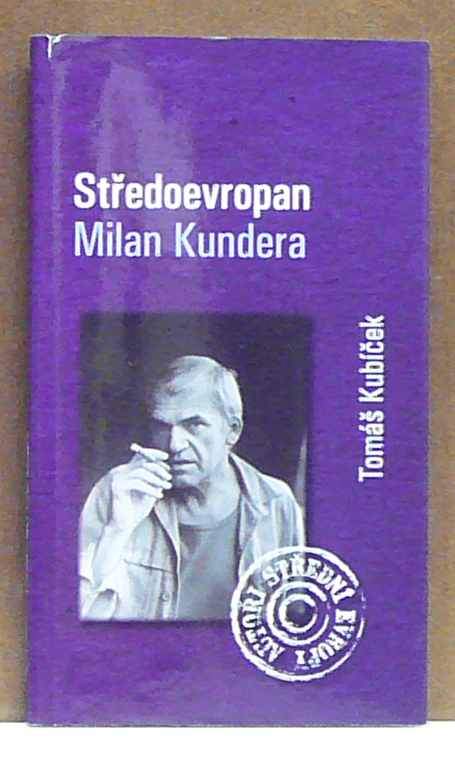 Středoevropan
Milan Kundera
Tomáš Kubíček
AUTOŘI STŘEDNÍ EVROPY